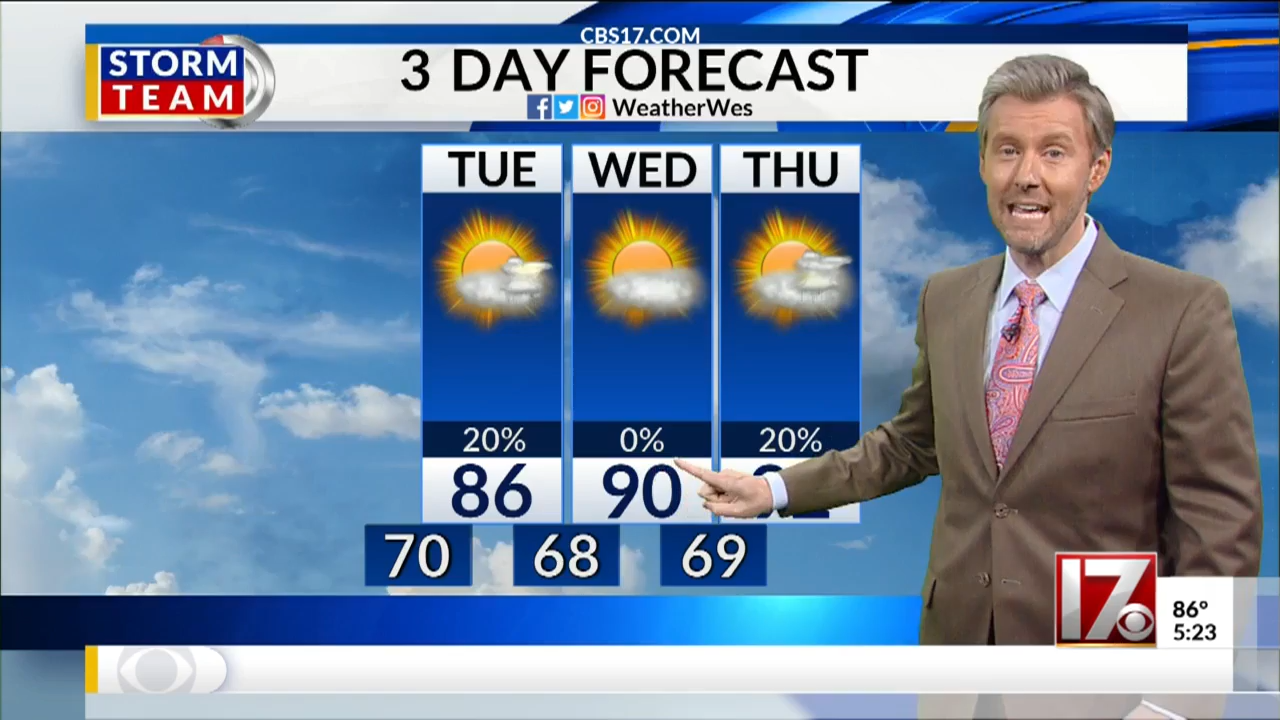 CBS17.COM
STORM
TEAM
3 DAY FORECAST
WeatherWes
TUE WED THU
20% 0% 20%
86 90
70 68 69
17
86°
5:23